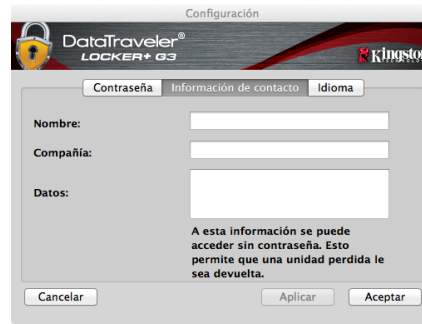 Configuración
DataTraveler®
LOCKER+ G3
Kingston
Contraseña Información de contacto Idioma
Nombre:
Compañía:
Datos:
A esta información se puede
acceder sin contraseña. Esto
permite que una unidad perdida le
sea devuelta.
Cancelar Aplicar Aceptar